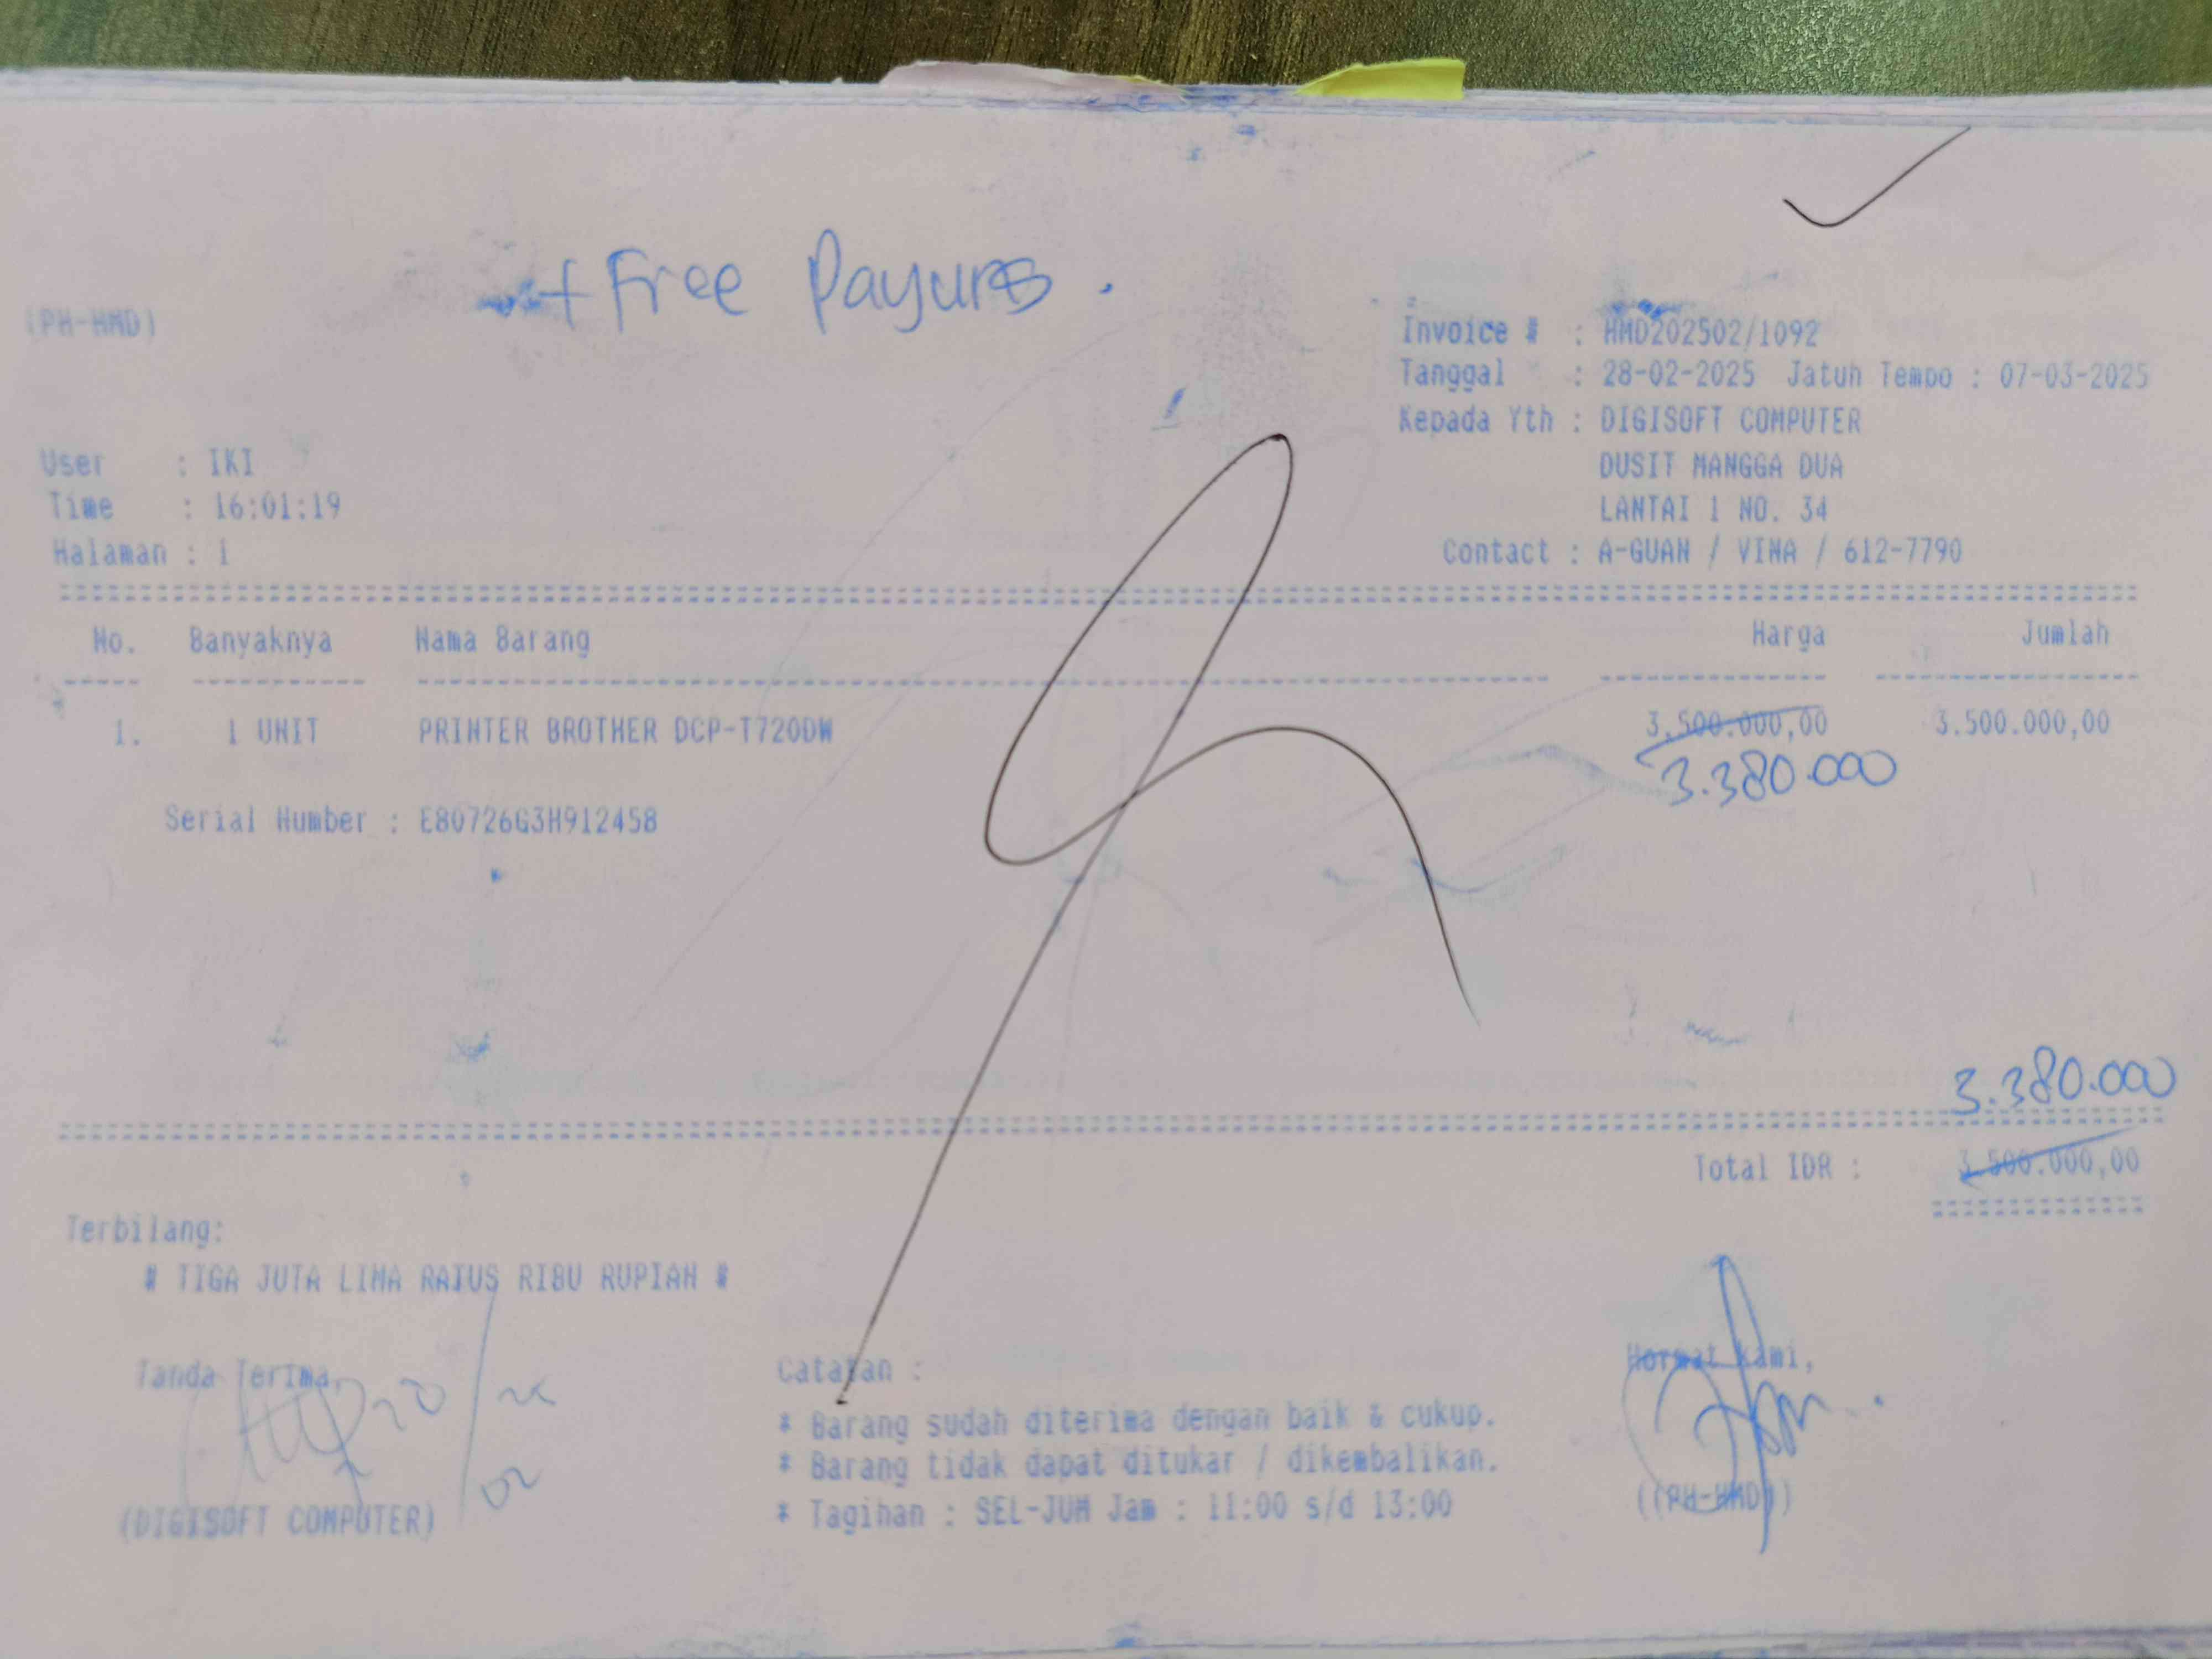 + Free Payung.
(PH-HMD)
Invoice # : HMD202502/1092
Tanggal : 28-02-2025 Jatuh Tempo : 07-03-2025
Kepada Yth : DIGISOFT COMPUTER
DUSIT MANGGA DUA
LANTAI 1 NO. 34
Contact : A-GUAN / VINA / 612-7790
User : IKI
Time : 16:01:19
Halaman : 1
No. Banyaknya Nama Barang Harga Jumlah
1. 1 UNIT PRINTER BROTHER DCP-T720DW 3.500.000,00 3.500.000,00
3.380.000
Serial Number : E80726G3H912458
3.380.000
Total IDR : 3.500.000,00
Terbilang:
# TIGA JUTA LIMA RATUS RIBU RUPIAH #
Tanda Terima,
(DIGISOFT COMPUTER)
Catatan :
* Barang sudah diterima dengan baik & cukup.
* Barang tidak dapat ditukar / dikembalikan.
* Tagihan : SEL-JUM Jam : 11:00 s/d 13:00
Hormat Kami,
((PH-HMD))